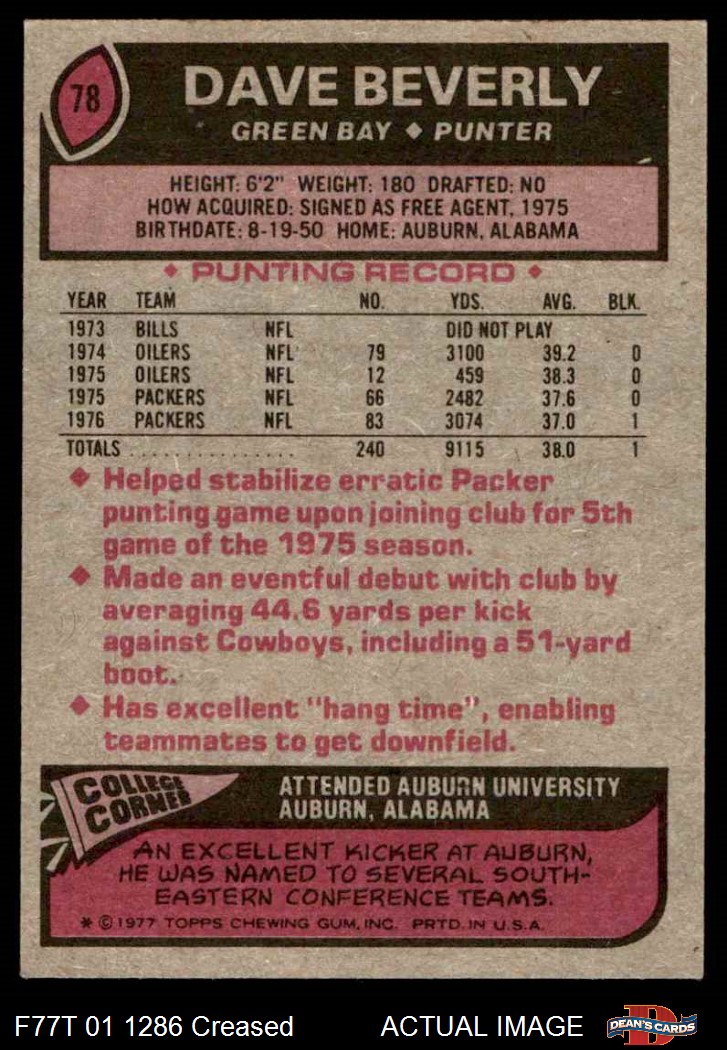 78
DAVE BEVERLY
GREEN BAY ◆ PUNTER
HEIGHT: 6'2" WEIGHT: 180 DRAFTED: NO
HOW ACQUIRED: SIGNED AS FREE AGENT, 1975
BIRTHDATE: 8-19-50 HOME: AUBURN, ALABAMA
◆ PUNTING RECORD ◆
YEAR TEAM NO. YDS. AVG. BLK.
1973 BILLS NFL DID NOT PLAY
1974 OILERS NFL 79 3100 39.2 0
1975 OILERS NFL 12 459 38.3 0
1975 PACKERS NFL 66 2482 37.6 0
1976 PACKERS NFL 83 3074 37.0 1
TOTALS . . . . . . . . . . . . . . . 240 9115 38.0 1
◆ Helped stabilize erratic Packer
punting game upon joining club for 5th
game of the 1975 season.
◆ Made an eventful debut with club by
averaging 44.6 yards per kick
against Cowboys, including a 51-yard
boot.
◆ Has excellent "hang time", enabling
teammates to get downfield.
COLLEGE
CORNER
ATTENDED AUBURN UNIVERSITY
AUBURN, ALABAMA
AN EXCELLENT KICKER AT AUBURN,
HE WAS NAMED TO SEVERAL SOUTH-
EASTERN CONFERENCE TEAMS.
* © 1977 TOPPS CHEWING GUM, INC. PRTD. IN U.S.A.
F77T 01 1286 Creased ACTUAL IMAGE
D
DEAN'S CARDS